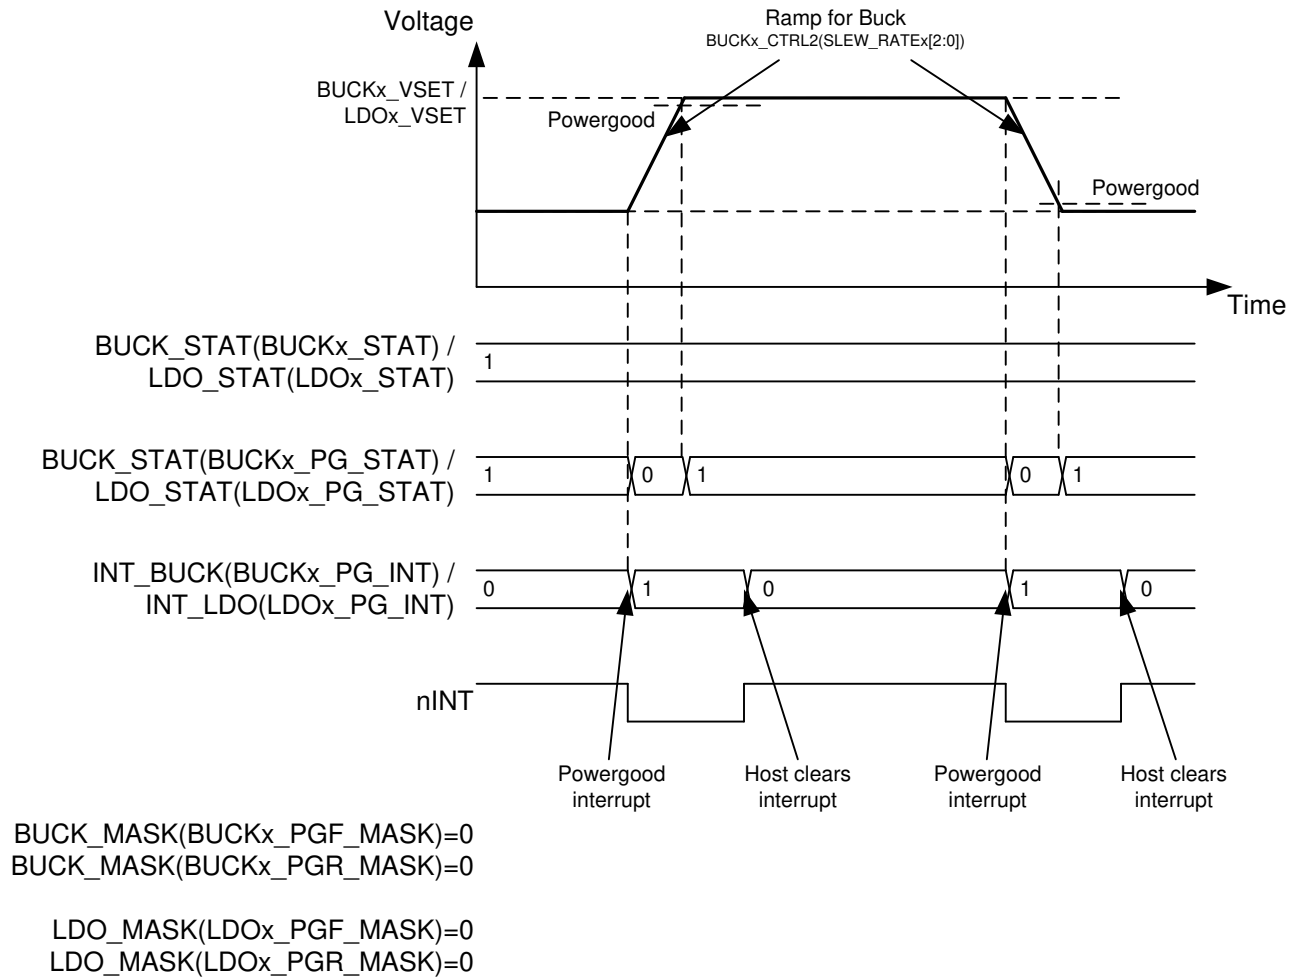 Voltage
Ramp for Buck
BUCKx_CTRL2(SLEW_RATEx[2:0])
BUCKx_VSET /
LDOx_VSET
Powergood
Powergood
Time
BUCK_STAT(BUCKx_STAT) /
LDO_STAT(LDOx_STAT)
1
BUCK_STAT(BUCKx_PG_STAT) /
LDO_STAT(LDOx_PG_STAT)
1 0 1 0 1
INT_BUCK(BUCKx_PG_INT) /
INT_LDO(LDOx_PG_INT)
0 1 0 1 0
nINT
Powergood
interrupt
Host clears
interrupt
Powergood
interrupt
Host clears
interrupt
BUCK_MASK(BUCKx_PGF_MASK)=0
BUCK_MASK(BUCKx_PGR_MASK)=0
LDO_MASK(LDOx_PGF_MASK)=0
LDO_MASK(LDOx_PGR_MASK)=0